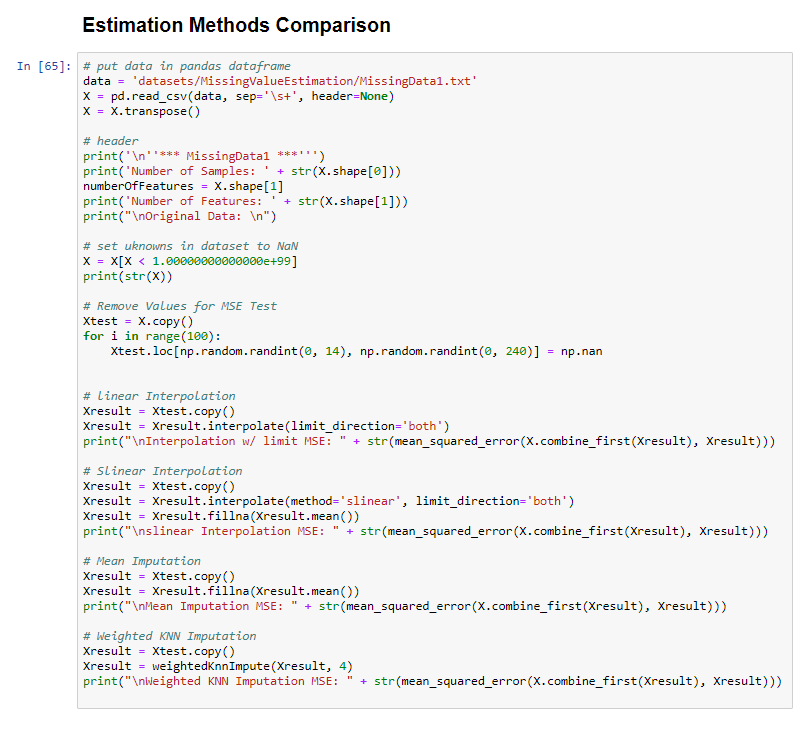 Estimation Methods Comparison
In [65]:
# put data in pandas dataframe
data = 'datasets/MissingValueEstimation/MissingData1.txt'
X = pd.read_csv(data, sep='\s+', header=None)
X = X.transpose()
# header
print('\n''*** MissingData1 ***''')
print('Number of Samples: ' + str(X.shape[0]))
numberOfFeatures = X.shape[1]
print('Number of Features: ' + str(X.shape[1]))
print("\nOriginal Data: \n")
# set uknowns in dataset to NaN
X = X[X < 1.00000000000000e+99]
print(str(X))
# Remove Values for MSE Test
Xtest = X.copy()
for i in range(100):
    Xtest.loc[np.random.randint(0, 14), np.random.randint(0, 240)] = np.nan
# linear Interpolation
Xresult = Xtest.copy()
Xresult = Xresult.interpolate(limit_direction='both')
print("\nInterpolation w/ limit MSE: " + str(mean_squared_error(X.combine_first(Xresult), Xresult)))
# Slinear Interpolation
Xresult = Xtest.copy()
Xresult = Xresult.interpolate(method='slinear', limit_direction='both')
Xresult = Xresult.fillna(Xresult.mean())
print("\nslinear Interpolation MSE: " + str(mean_squared_error(X.combine_first(Xresult), Xresult)))
# Mean Imputation
Xresult = Xtest.copy()
Xresult = Xresult.fillna(Xresult.mean())
print("\nMean Imputation MSE: " + str(mean_squared_error(X.combine_first(Xresult), Xresult)))
# Weighted KNN Imputation
Xresult = Xtest.copy()
Xresult = weightedKnnImpute(Xresult, 4)
print("\nWeighted KNN Imputation MSE: " + str(mean_squared_error(X.combine_first(Xresult), Xresult)))